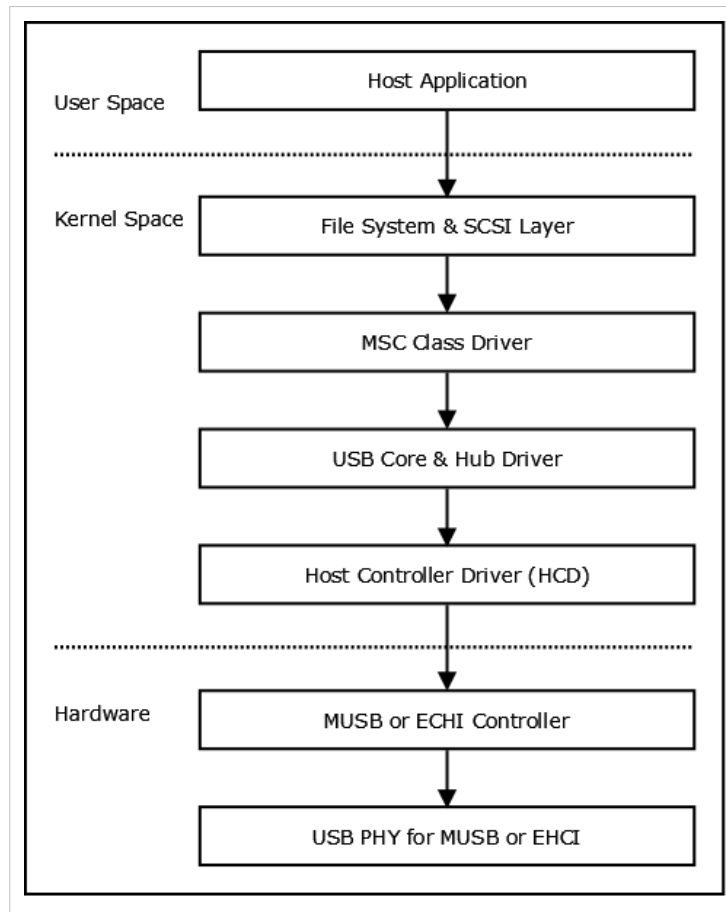 Host Application
User Space
Kernel Space
File System & SCSI Layer
MSC Class Driver
USB Core & Hub Driver
Host Controller Driver (HCD)
Hardware
MUSB or ECHI Controller
USB PHY for MUSB or EHCI